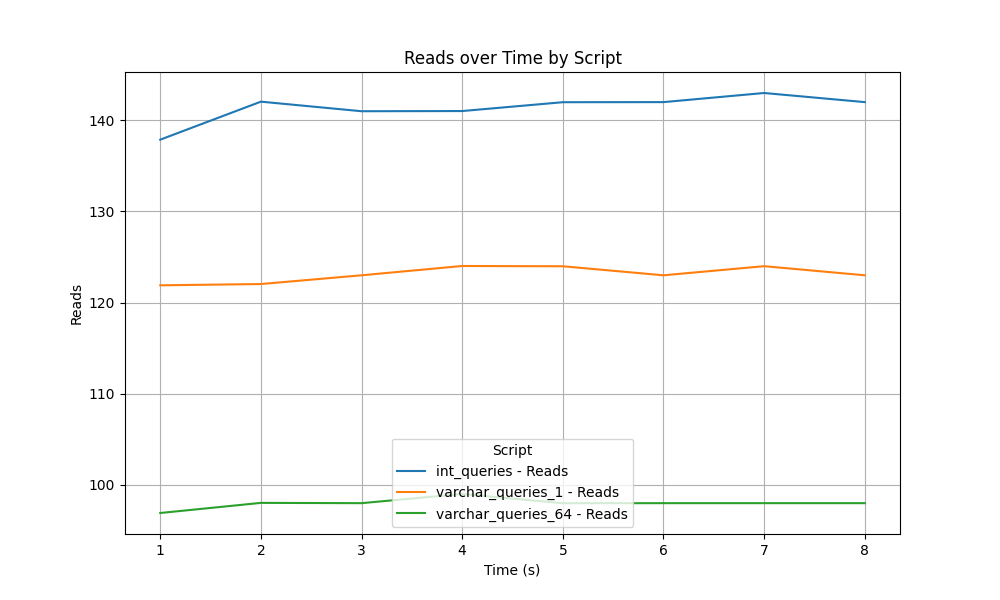 Reads over Time by Script
140
130
120
110
100
Reads
Script
int_queries - Reads
varchar_queries_1 - Reads
varchar_queries_64 - Reads
1 2 3 4 5 6 7 8
Time (s)